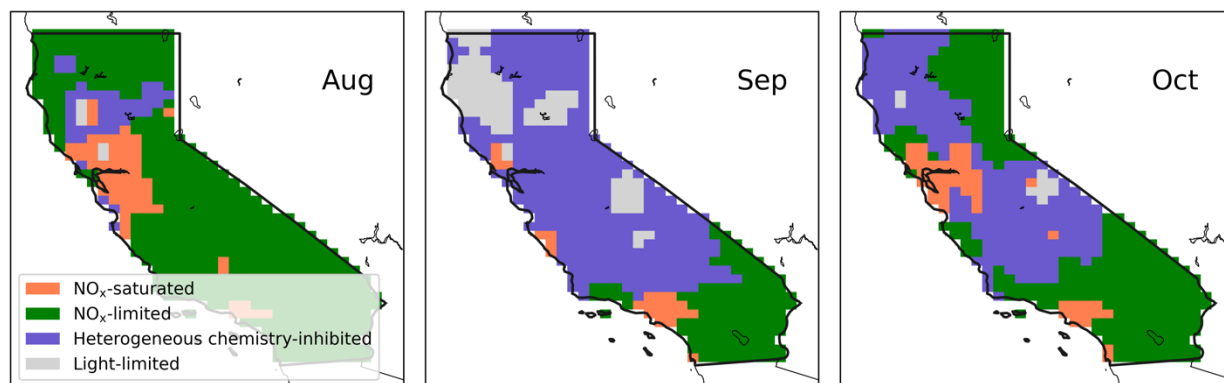 Aug
Sep
Oct
NOₓ-saturated
NOₓ-limited
Heterogeneous chemistry-inhibited
Light-limited